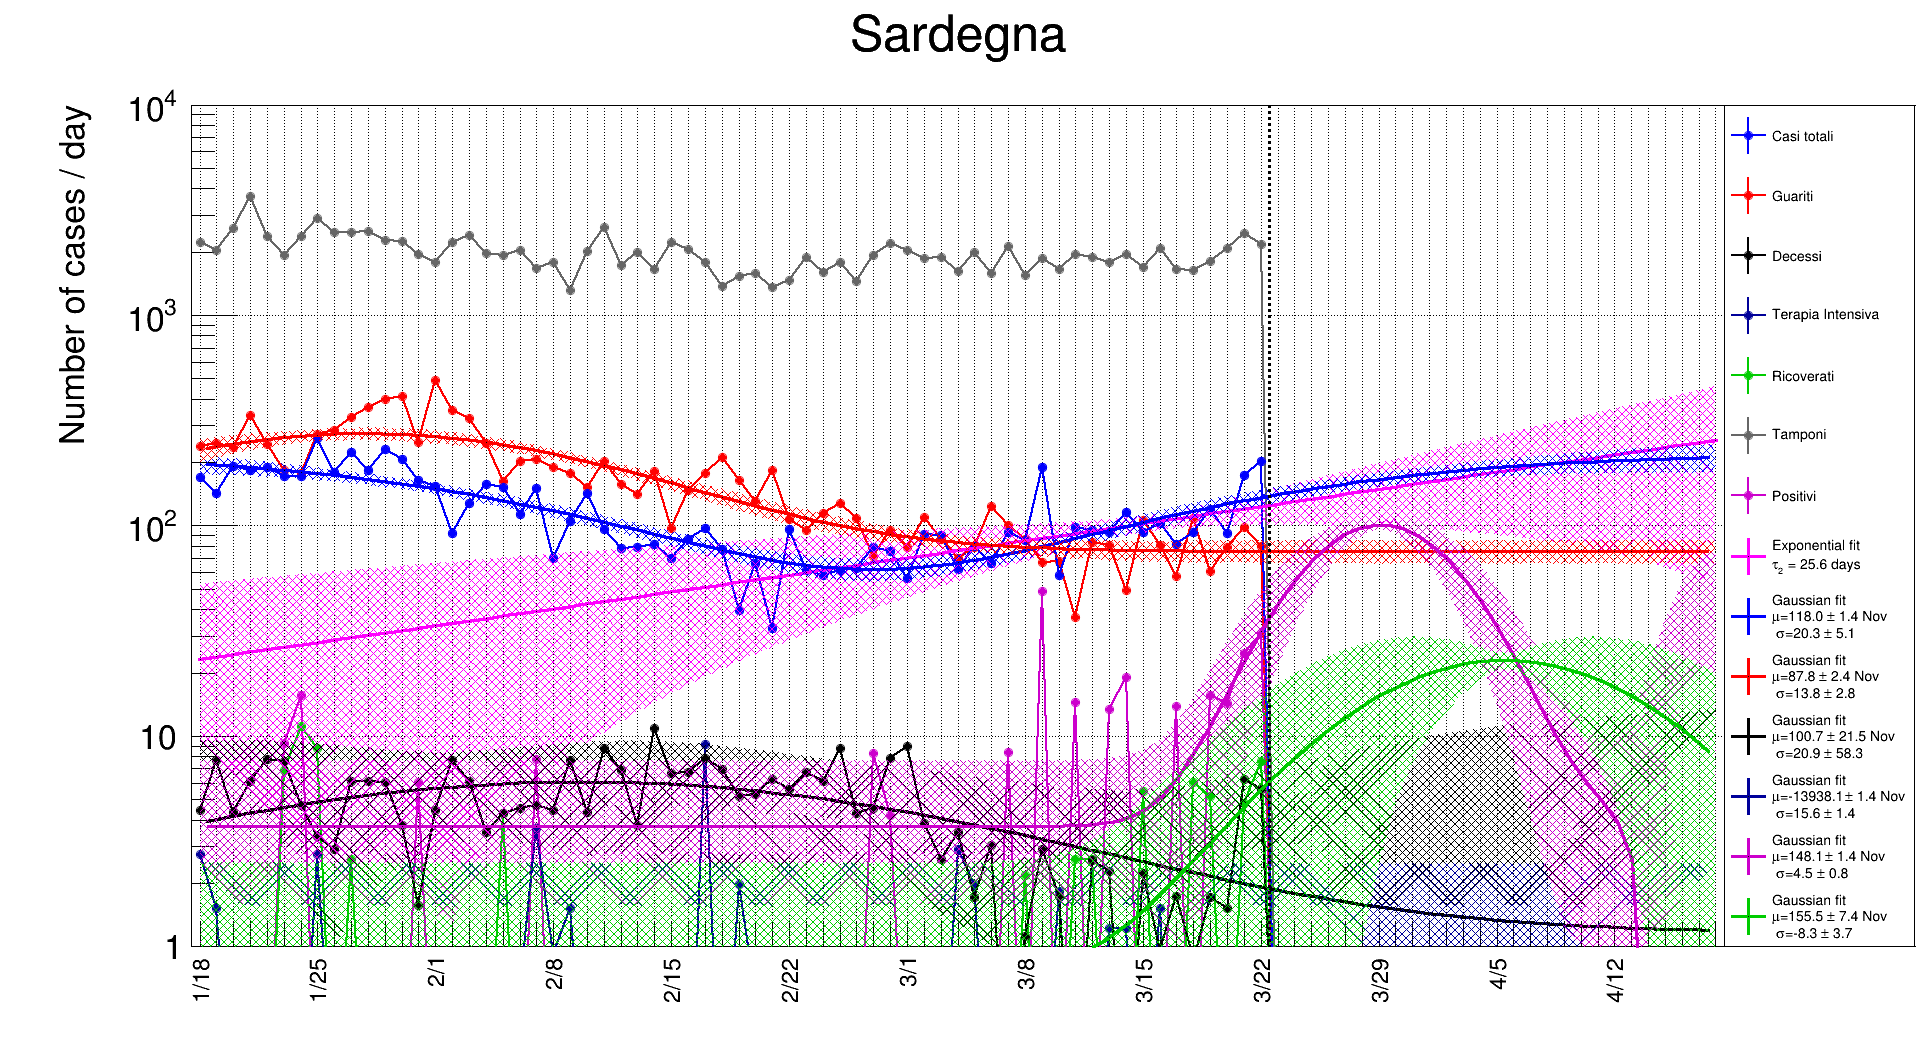 Sardegna
Number of cases / day
10^4
10^3
10^2
10
1
1/18
1/25
2/1
2/8
2/15
2/22
3/1
3/8
3/15
3/22
3/29
4/5
4/12
Casi totali
Guariti
Decessi
Terapia Intensiva
Ricoverati
Tamponi
Positivi
Exponential fit
τ₂ = 25.6 days
Gaussian fit
μ=118.0 ± 1.4 Nov
σ=20.3 ± 5.1
Gaussian fit
μ=87.8 ± 2.4 Nov
σ=13.8 ± 2.8
Gaussian fit
μ=100.7 ± 21.5 Nov
σ=20.9 ± 58.3
Gaussian fit
μ=-13938.1 ± 1.4 Nov
σ=15.6 ± 1.4
Gaussian fit
μ=148.1 ± 1.4 Nov
σ=4.5 ± 0.8
Gaussian fit
μ=155.5 ± 7.4 Nov
σ=-8.3 ± 3.7